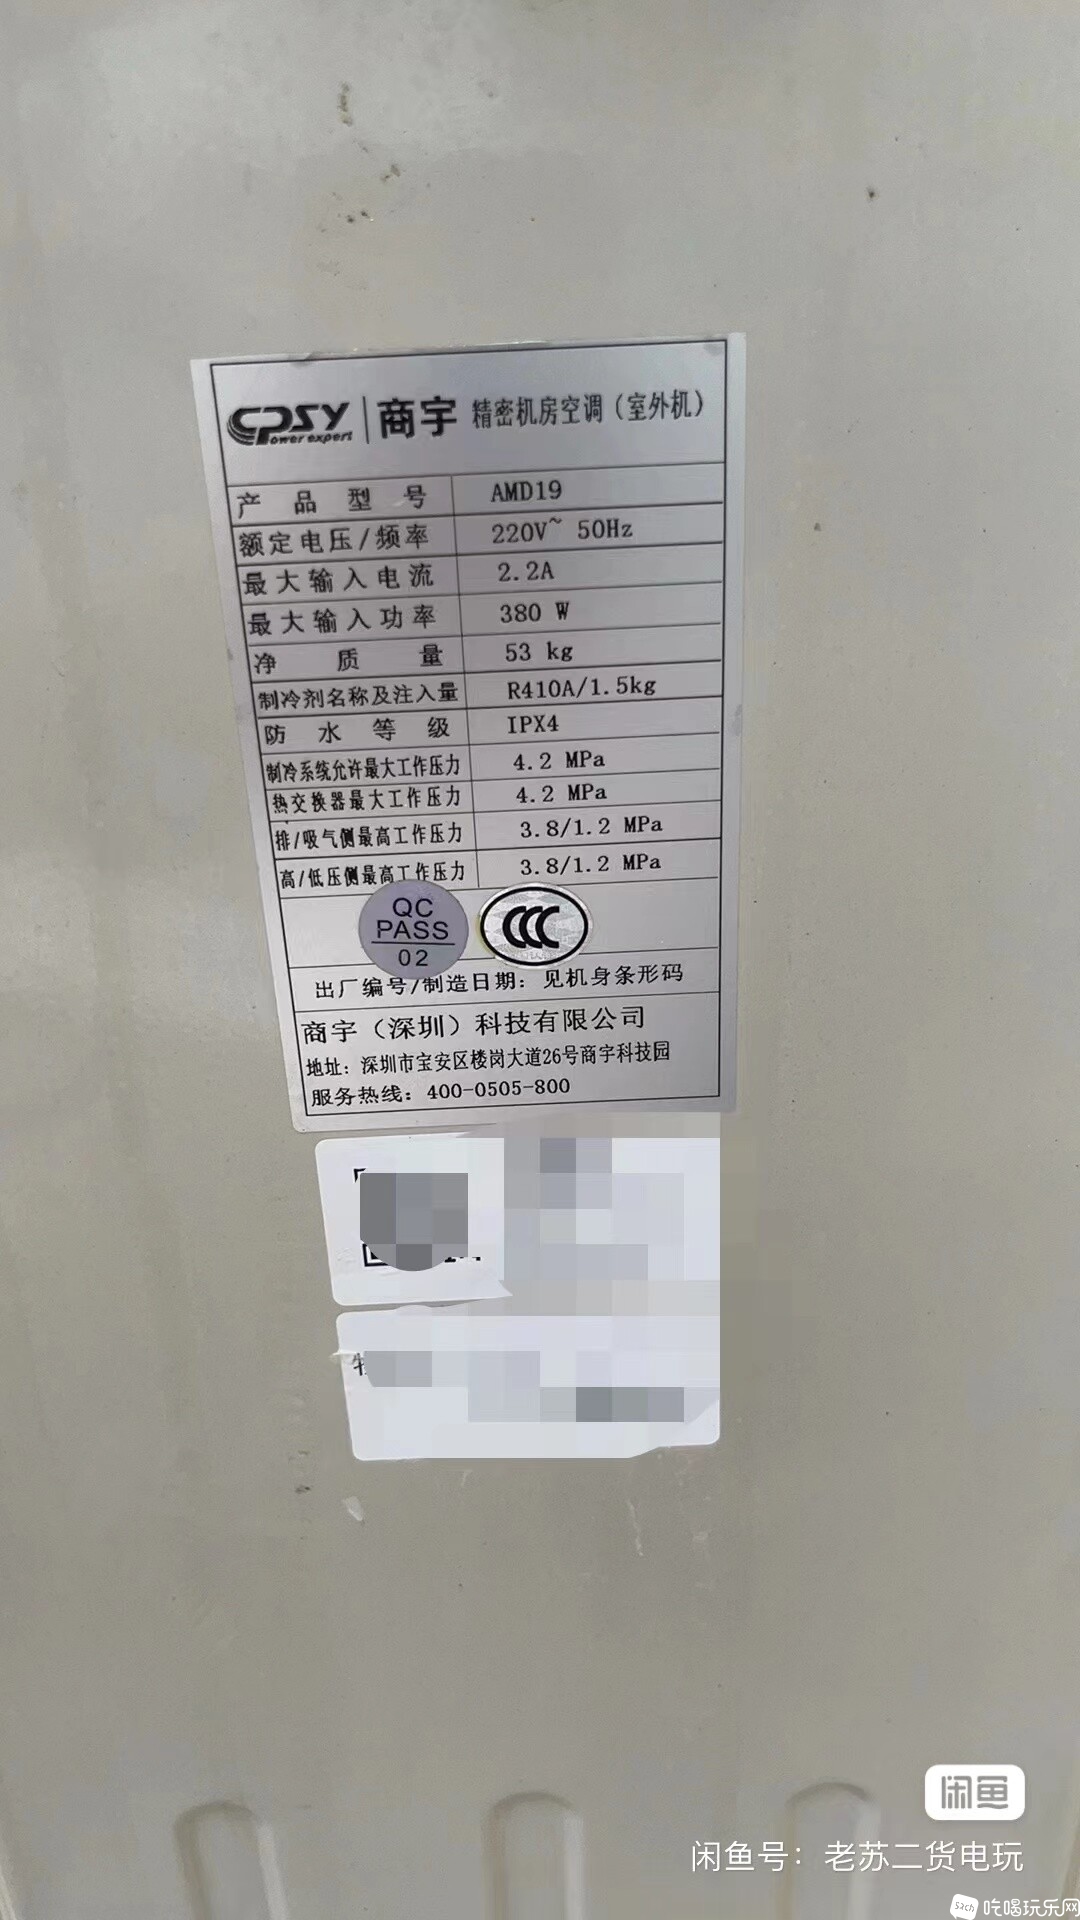 CPSY
Power expert
商宇 精密机房空调（室外机）
产品型号 AMD19
额定电压/频率 220V~ 50Hz
最大输入电流 2.2A
最大输入功率 380 W
净质量 53 kg
制冷剂名称及注入量 R410A/1.5kg
防水等级 IPX4
制冷系统允许最大工作压力 4.2 MPa
热交换器最大工作压力 4.2 MPa
排/吸气侧最高工作压力 3.8/1.2 MPa
高/低压侧最高工作压力 3.8/1.2 MPa
QC
PASS
02
CCC
出厂编号/制造日期：见机身条形码
商宇（深圳）科技有限公司
地址：深圳市宝安区楼岗大道26号商宇科技园
服务热线：400-0505-800
闲鱼
闲鱼号：老苏二货电玩
吃喝玩乐网